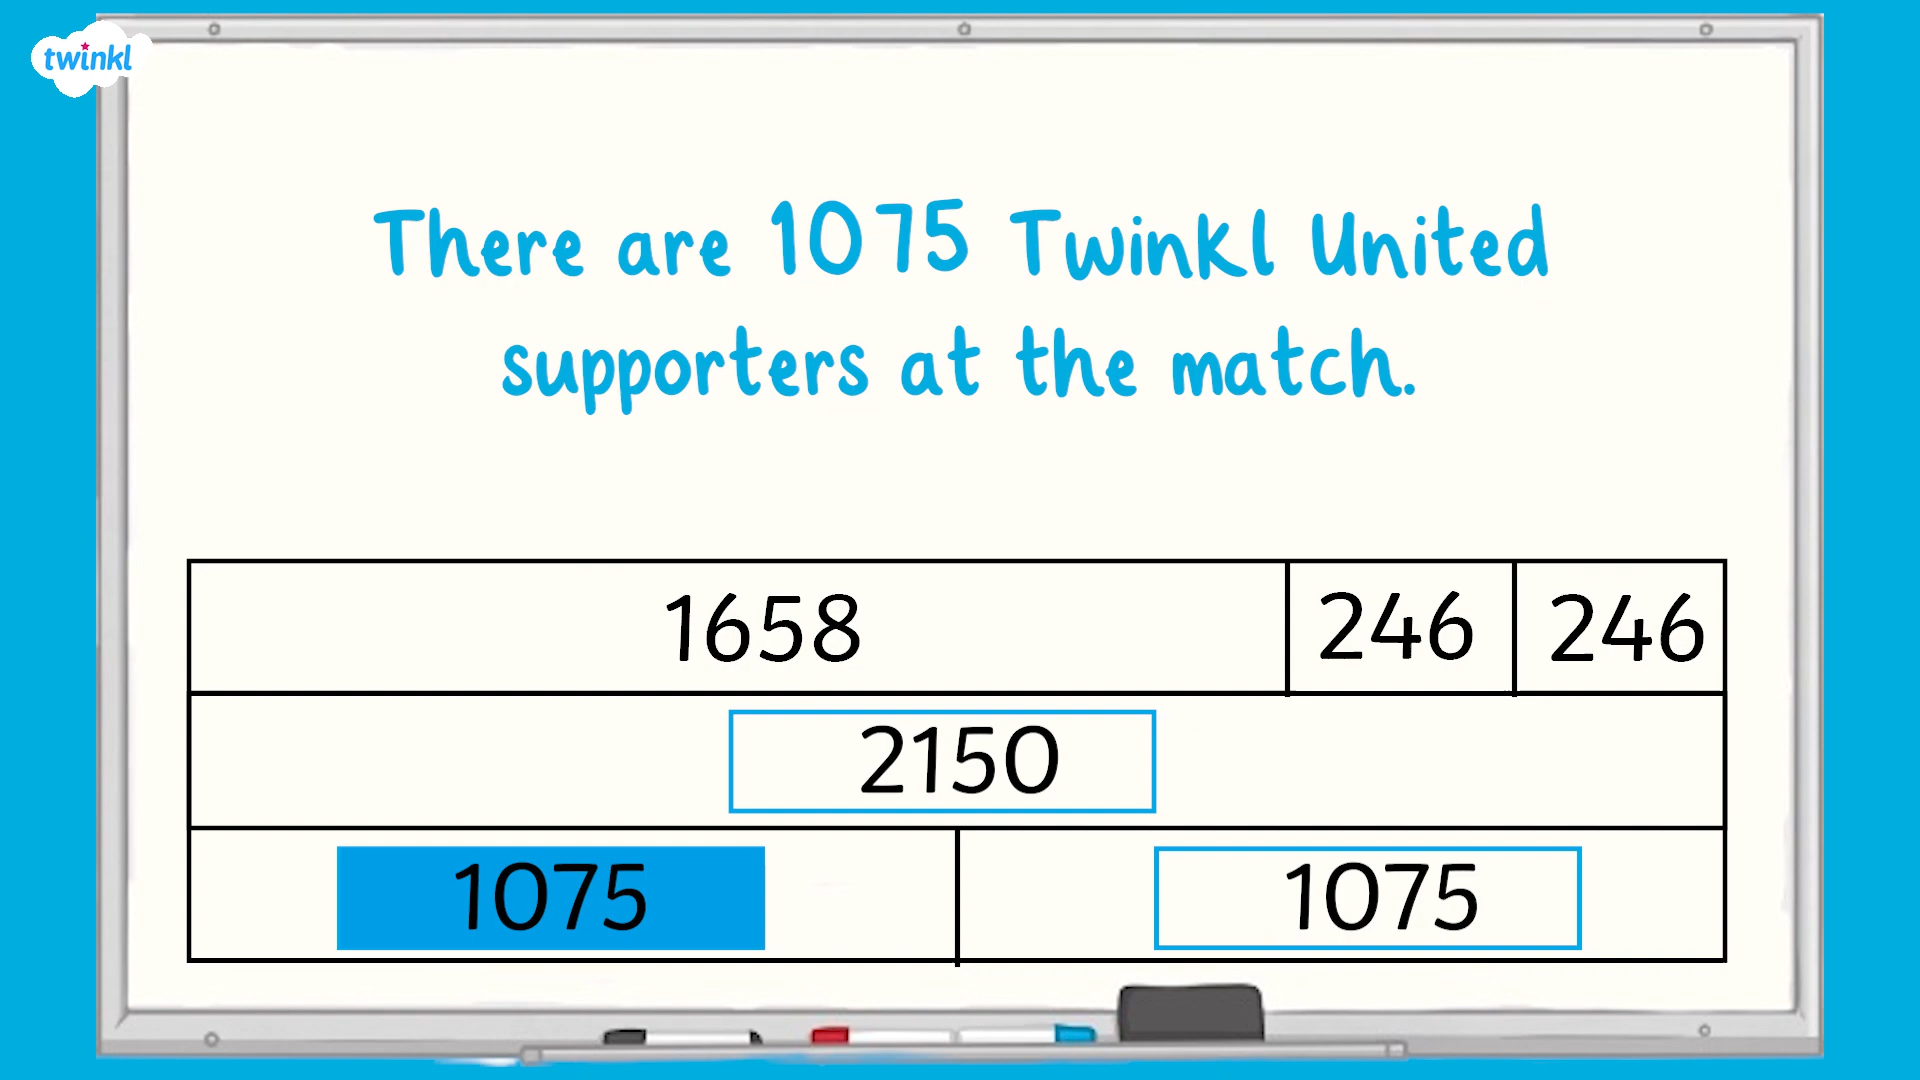 twinkl
There are 1075 Twinkl United
supporters at the match.
1658 246 246
2150
1075 1075